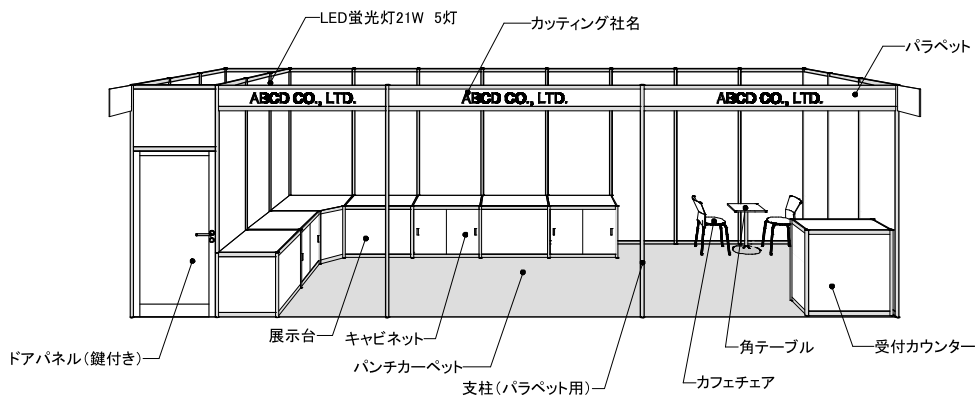 LED蛍光灯21W 5灯
カッティング社名
パラペット
ABCD CO., LTD.
ABCD CO., LTD.
ABCD CO., LTD.
展示台
キャビネット
角テーブル
受付カウンター
ドアパネル（鍵付き）
パンチカーペット
支柱（パラペット用）
カフェチェア